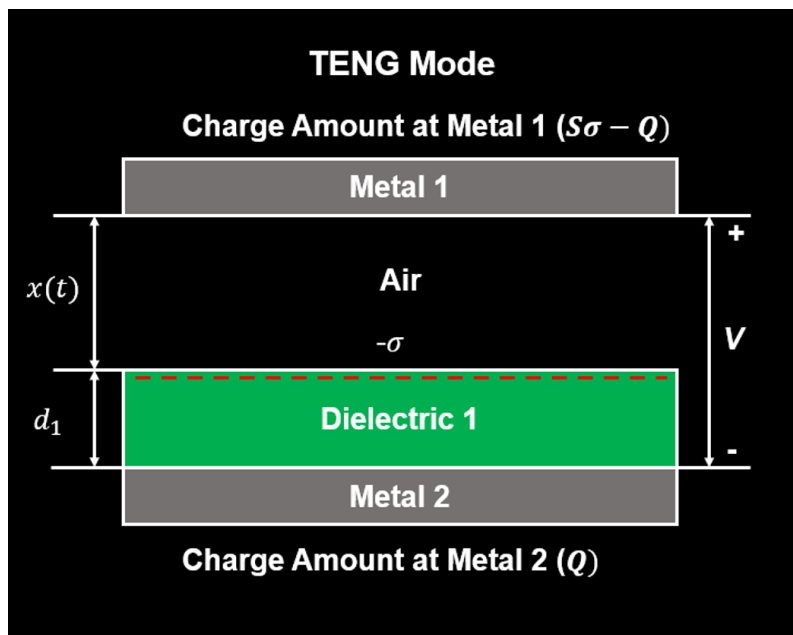 TENG Mode
Charge Amount at Metal 1 (Sσ − Q)
Metal 1
+
Air
x(t)
-σ
V
d₁
Dielectric 1
-
Metal 2
Charge Amount at Metal 2 (Q)